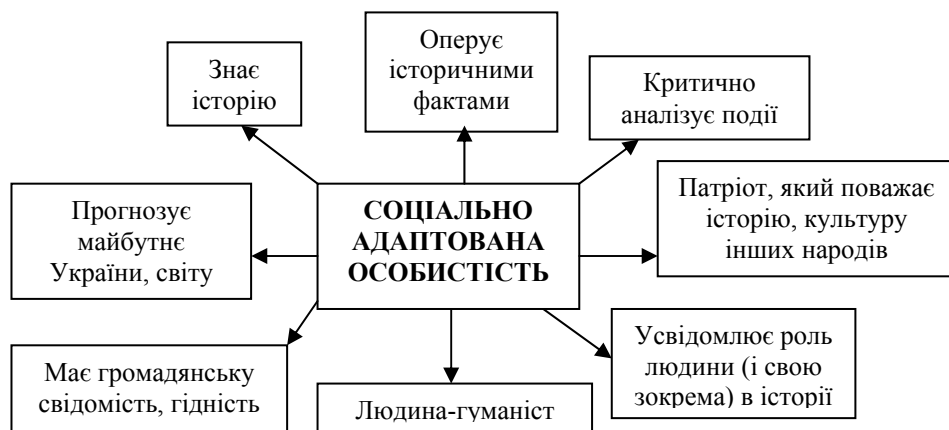 Знає
історію
Оперує
історичними
фактами
Критично
аналізує події
Прогнозує
майбутнє
України, світу
СОЦІАЛЬНО
АДАПТОВАНА
ОСОБИСТІСТЬ
Патріот, який поважає
історію, культуру
інших народів
Має громадянську
свідомість, гідність
Людина-гуманіст
Усвідомлює роль
людини (і свою
зокрема) в історії